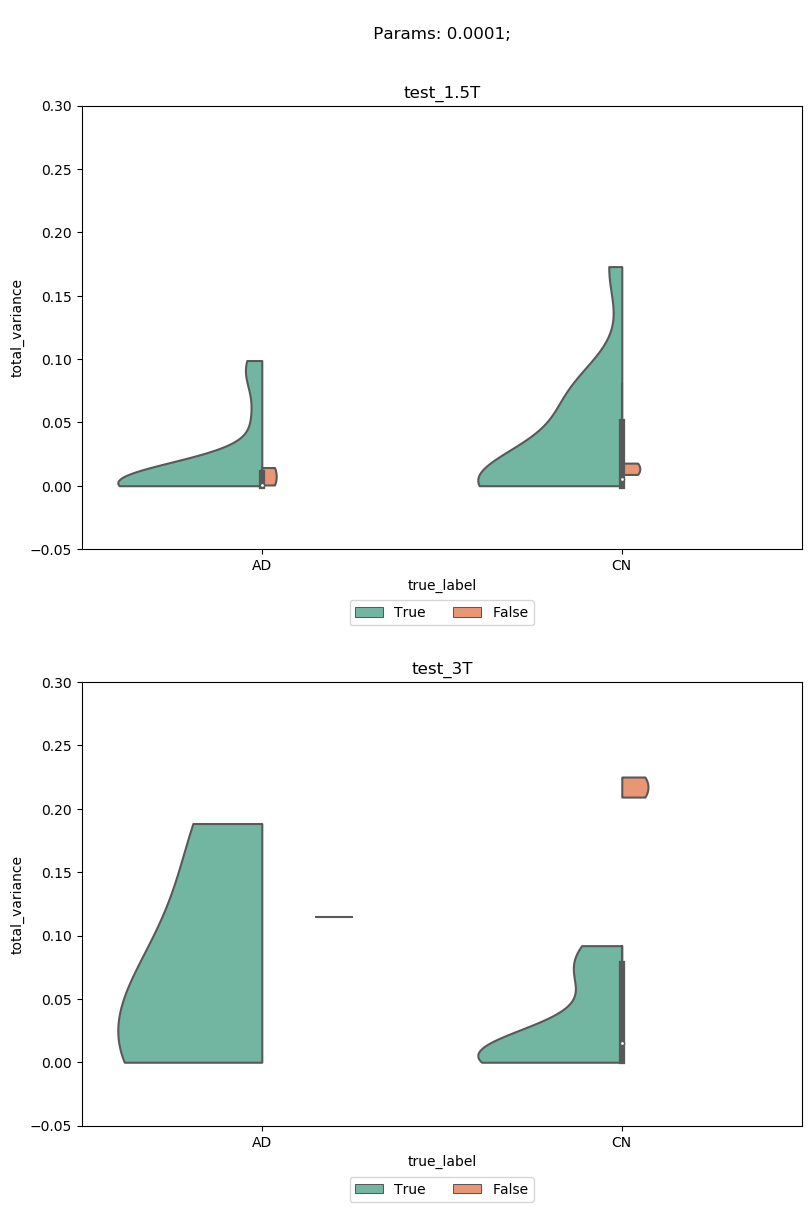 Params: 0.0001;
test_1.5T
0.30
0.25
0.20
0.15
0.10
0.05
0.00
−0.05
total_variance
AD CN
true_label
True False
test_3T
0.30
0.25
0.20
0.15
0.10
0.05
0.00
−0.05
total_variance
AD CN
true_label
True False